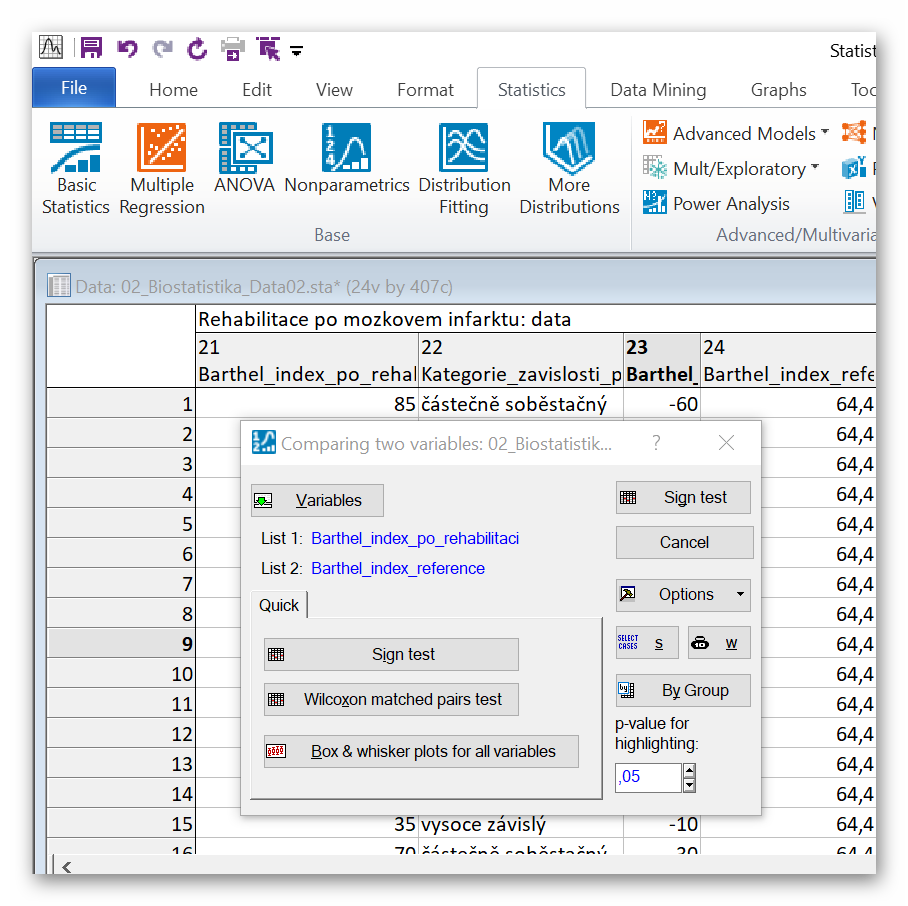 Statist
File Home Edit View Format Statistics Data Mining Graphs Too
Basic Statistics
Multiple Regression
ANOVA
Nonparametrics
Distribution Fitting
More Distributions
Advanced Models
Mult/Exploratory
Power Analysis
Base
Advanced/Multivaria
Data: 02_Biostatistika_Data02.sta* (24v by 407c)
Rehabilitace po mozkovem infarktu: data
21 22 23 24
Barthel_index_po_rehal Kategorie_zavislosti_p Barthel_ Barthel_index_refe
1 85 částečně soběstačný -60 64,4
2 64,4
3 64,4
4 64,4
5 64,4
6 64,4
7 64,4
8 64,4
9 64,4
10 64,4
11 64,4
12 64,4
13 64,4
14 64,4
15 35 vysoce závislý -10 64,4
16 70 částečně soběstačný 30 64,4
Comparing two variables: 02_Biostatistik... ?
Variables
List 1: Barthel_index_po_rehabilitaci
List 2: Barthel_index_reference
Quick
Sign test
Wilcoxon matched pairs test
Box & whisker plots for all variables
Sign test
Cancel
Options
SELECT CASES S W
By Group
p-value for
highlighting:
,05